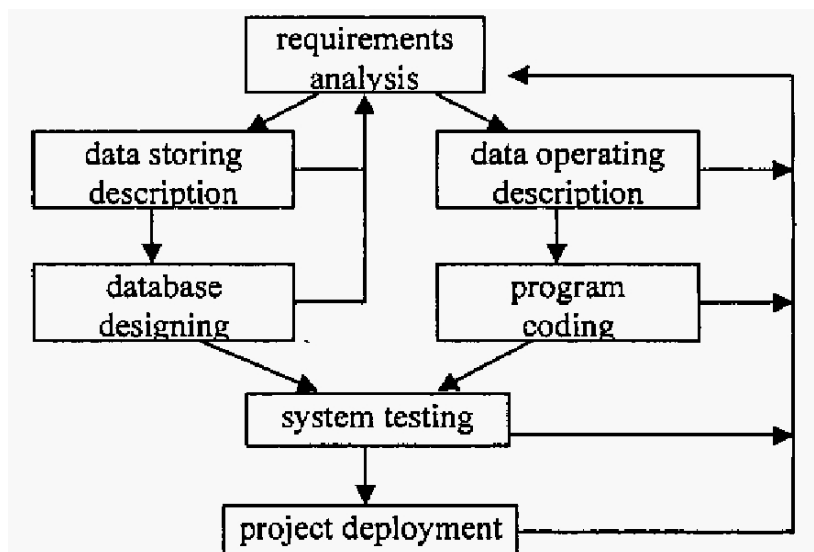 requirements
analysis
data storing
description
data operating
description
database
designing
program
coding
system testing
project deployment